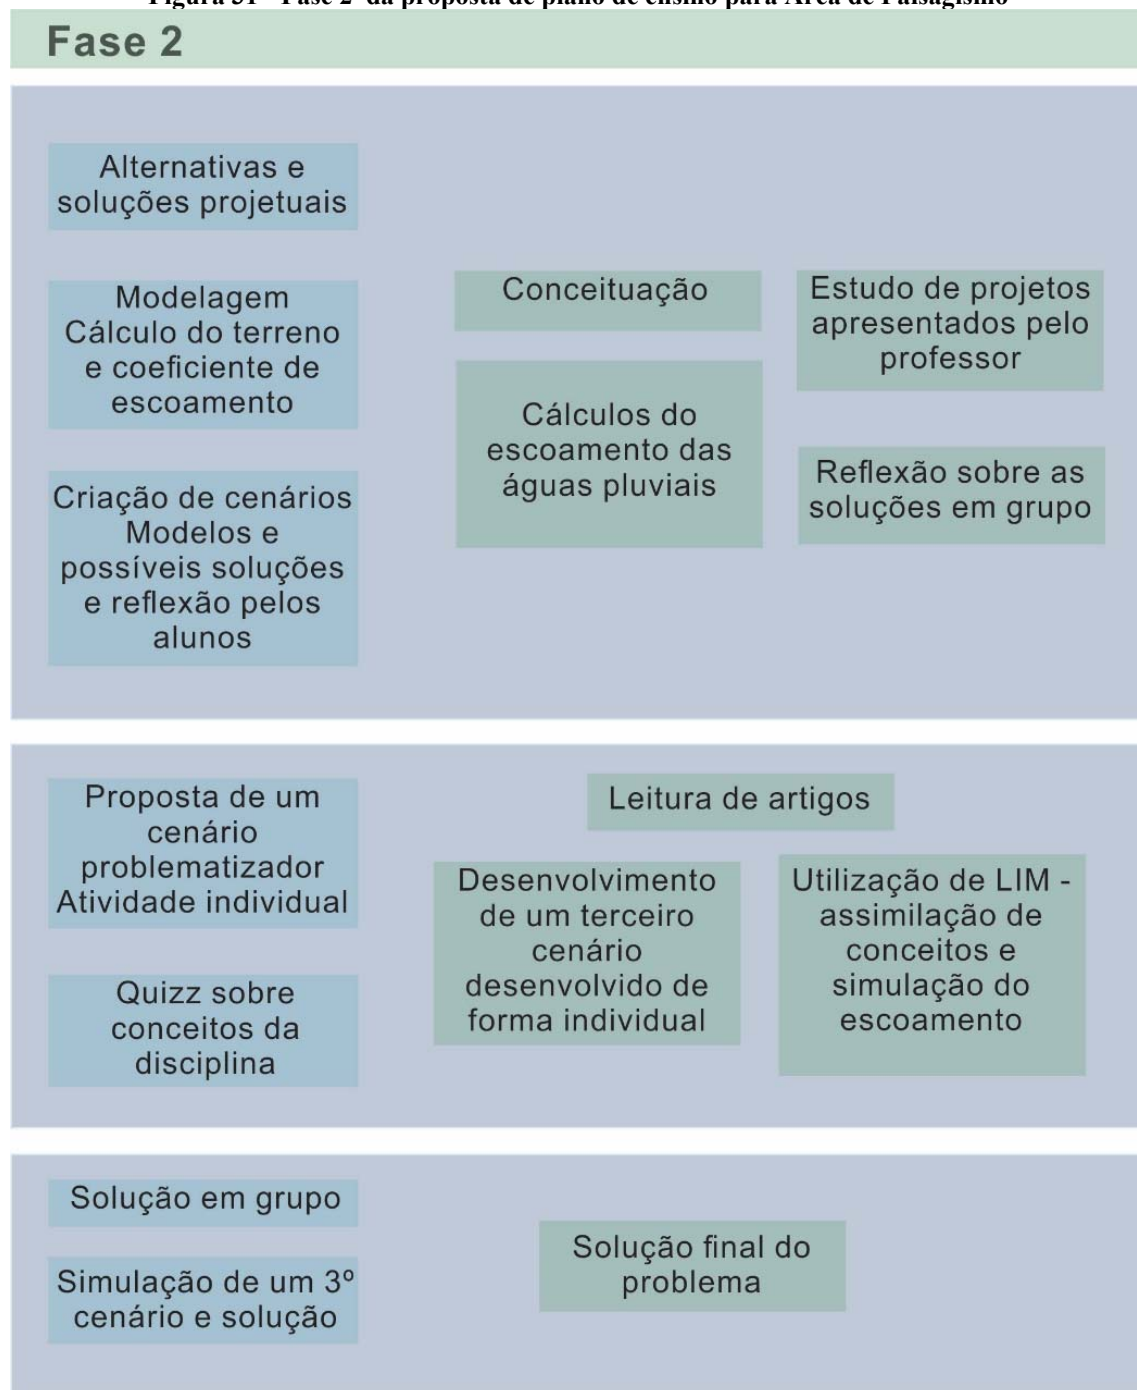 Figura 31 - Fase 2 da proposta de plano de ensino para Área de Paisagismo
Fase 2
Alternativas e
soluções projetuais
Modelagem
Cálculo do terreno
e coeficiente de
escoamento
Criação de cenários
Modelos e
possíveis soluções
e reflexão pelos
alunos
Conceituação
Cálculos do
escoamento das
águas pluviais
Estudo de projetos
apresentados pelo
professor
Reflexão sobre as
soluções em grupo
Proposta de um
cenário
problematizador
Atividade individual
Quizz sobre
conceitos da
disciplina
Leitura de artigos
Desenvolvimento
de um terceiro
cenário
desenvolvido de
forma individual
Utilização de LIM -
assimilação de
conceitos e
simulação do
escoamento
Solução em grupo
Simulação de um 3º
cenário e solução
Solução final do
problema